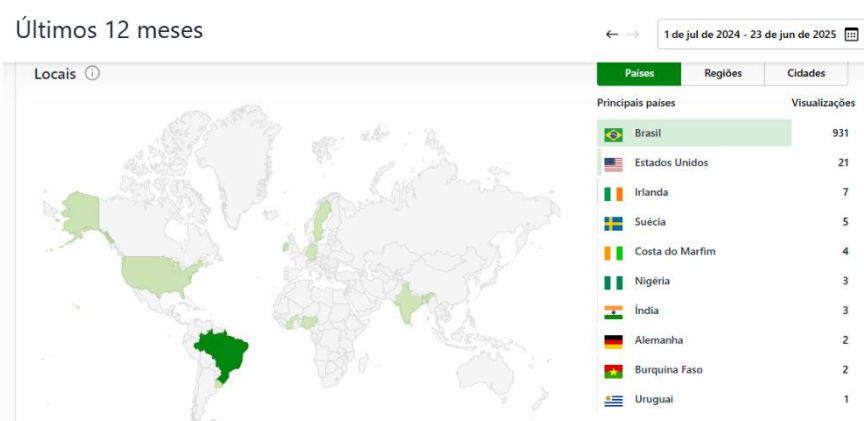 Últimos 12 meses
1 de jul de 2024 - 23 de jun de 2025
Locais
Países Regiões Cidades
Principais países Visualizações
Brasil 931
Estados Unidos 21
Irlanda 7
Suécia 5
Costa do Marfim 4
Nigéria 3
Índia 3
Alemanha 2
Burquina Faso 2
Uruguai 1